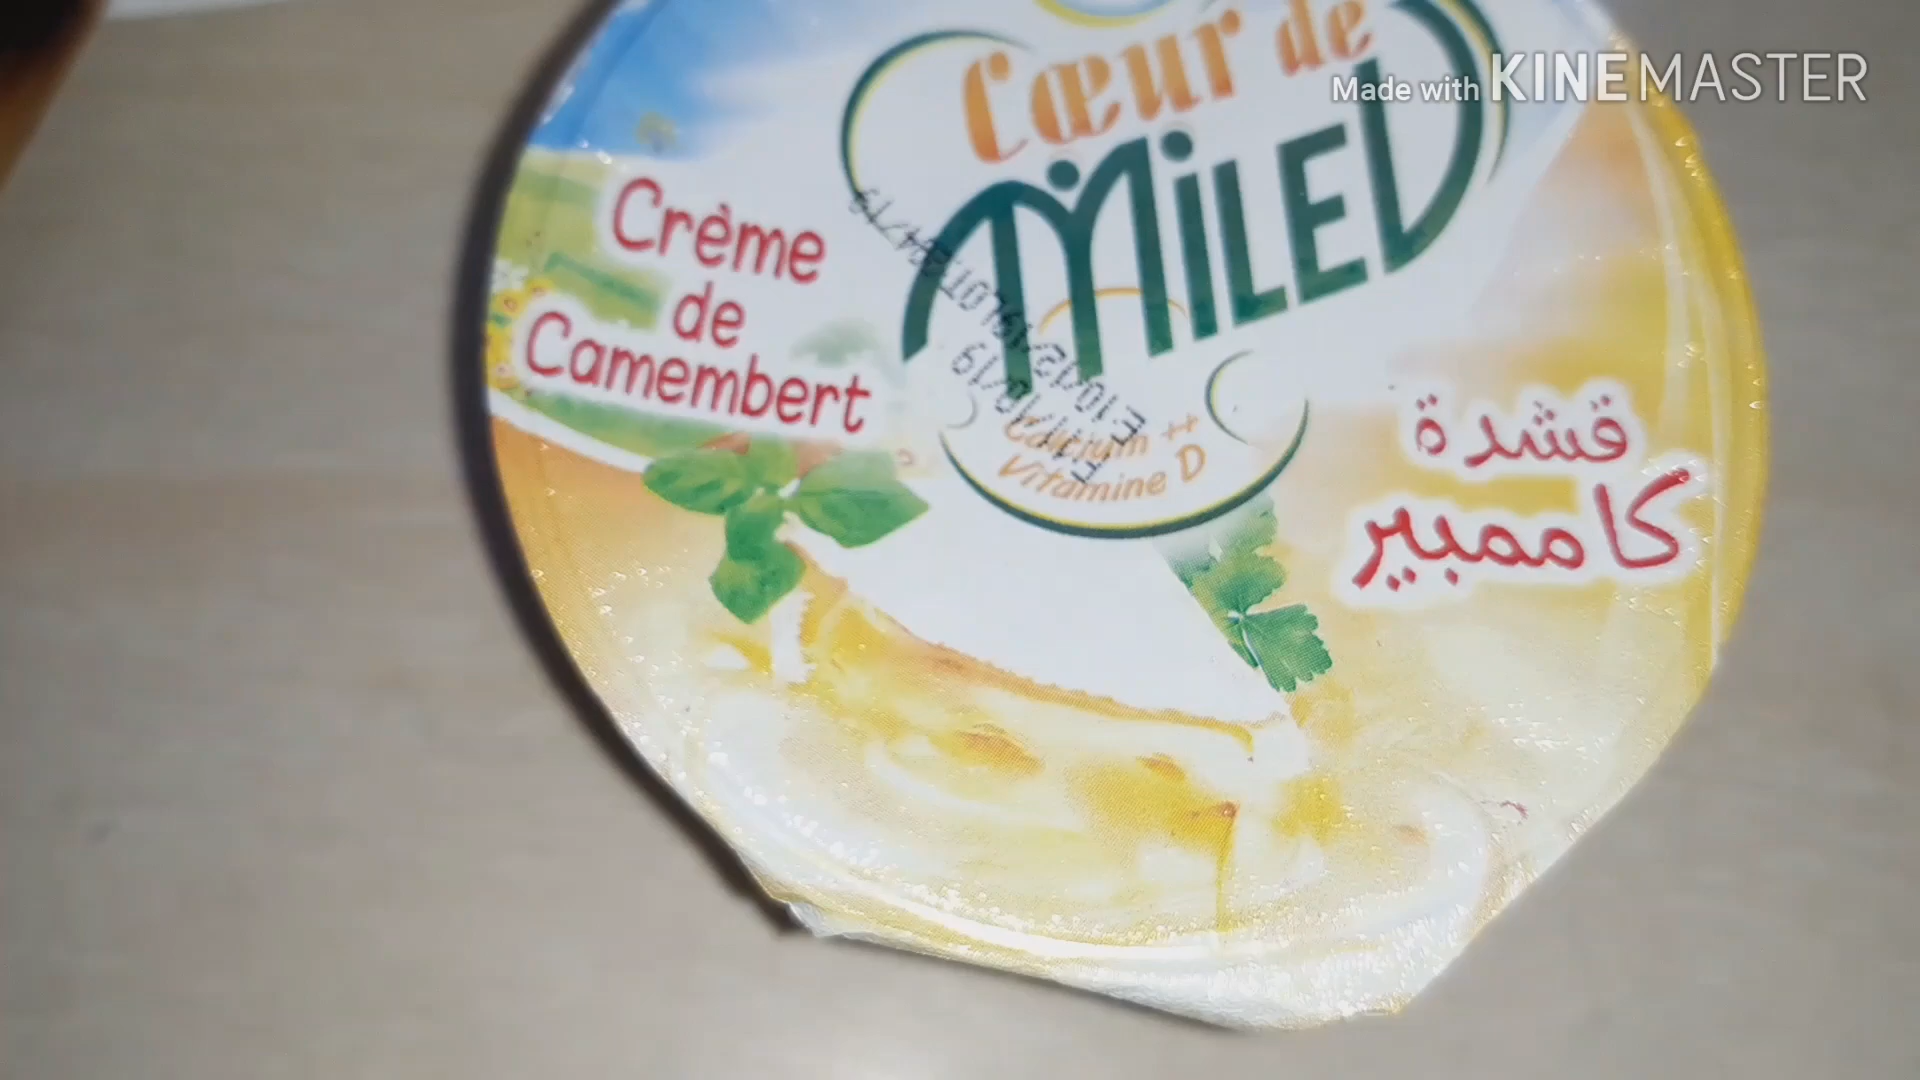 Cœur de
MILED
Made with KINEMASTER
Crème
de
Camembert
Calcium ++
Vitamine D
قشدة
كاممبير